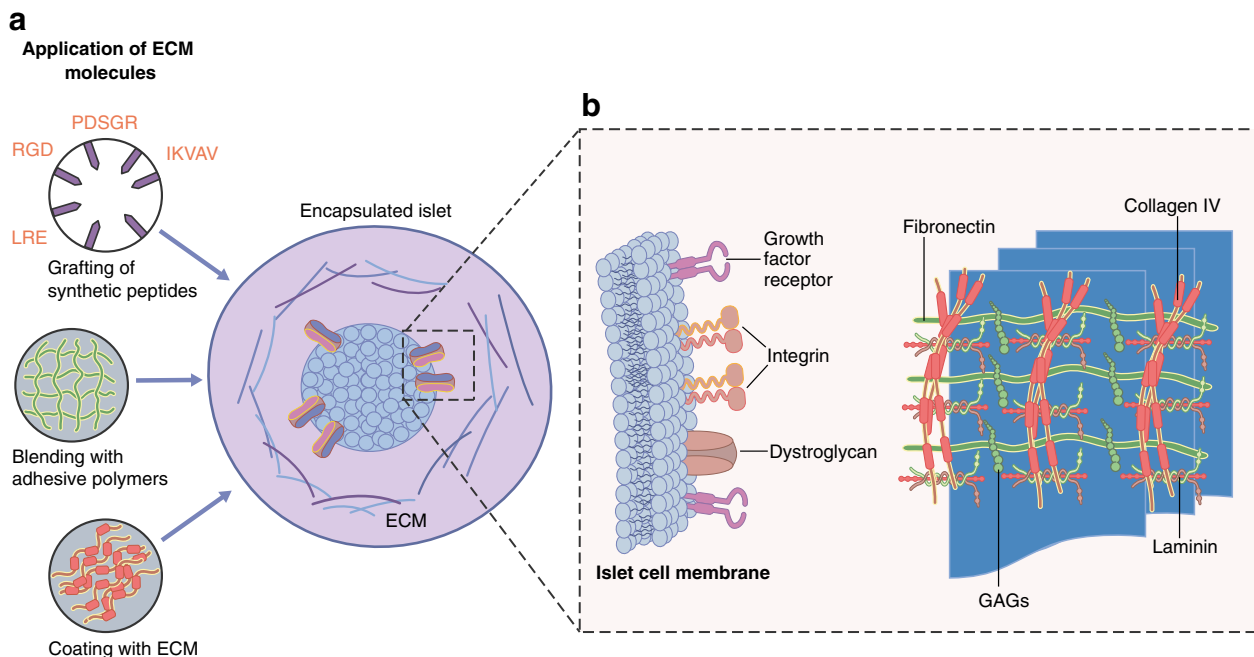 a
Application of ECM
molecules
PDSGR
RGD
IKVAV
LRE
Grafting of
synthetic peptides
Blending with
adhesive polymers
Coating with ECM
Encapsulated islet
ECM
b
Growth
factor
receptor
Integrin
Dystroglycan
Islet cell membrane
Fibronectin
Collagen IV
Laminin
GAGs